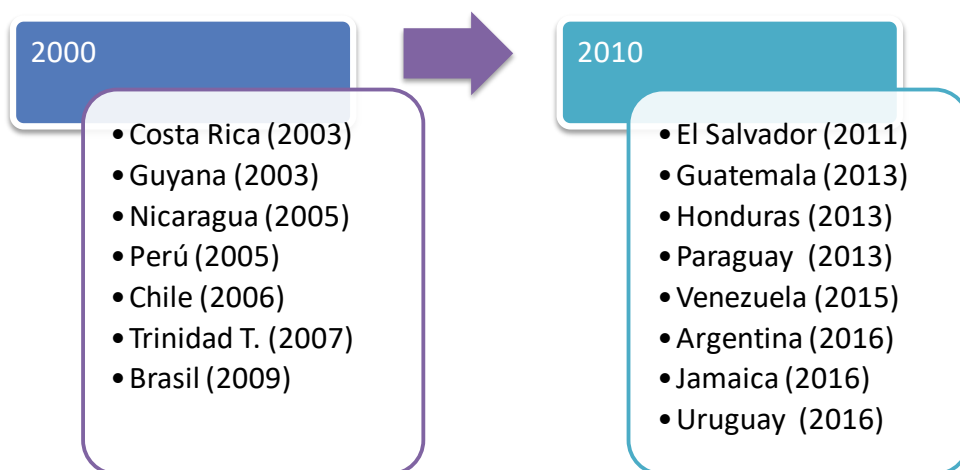 2000
• Costa Rica (2003)
• Guyana (2003)
• Nicaragua (2005)
• Perú (2005)
• Chile (2006)
• Trinidad T. (2007)
• Brasil (2009)
2010
• El Salvador (2011)
• Guatemala (2013)
• Honduras (2013)
• Paraguay (2013)
• Venezuela (2015)
• Argentina (2016)
• Jamaica (2016)
• Uruguay (2016)